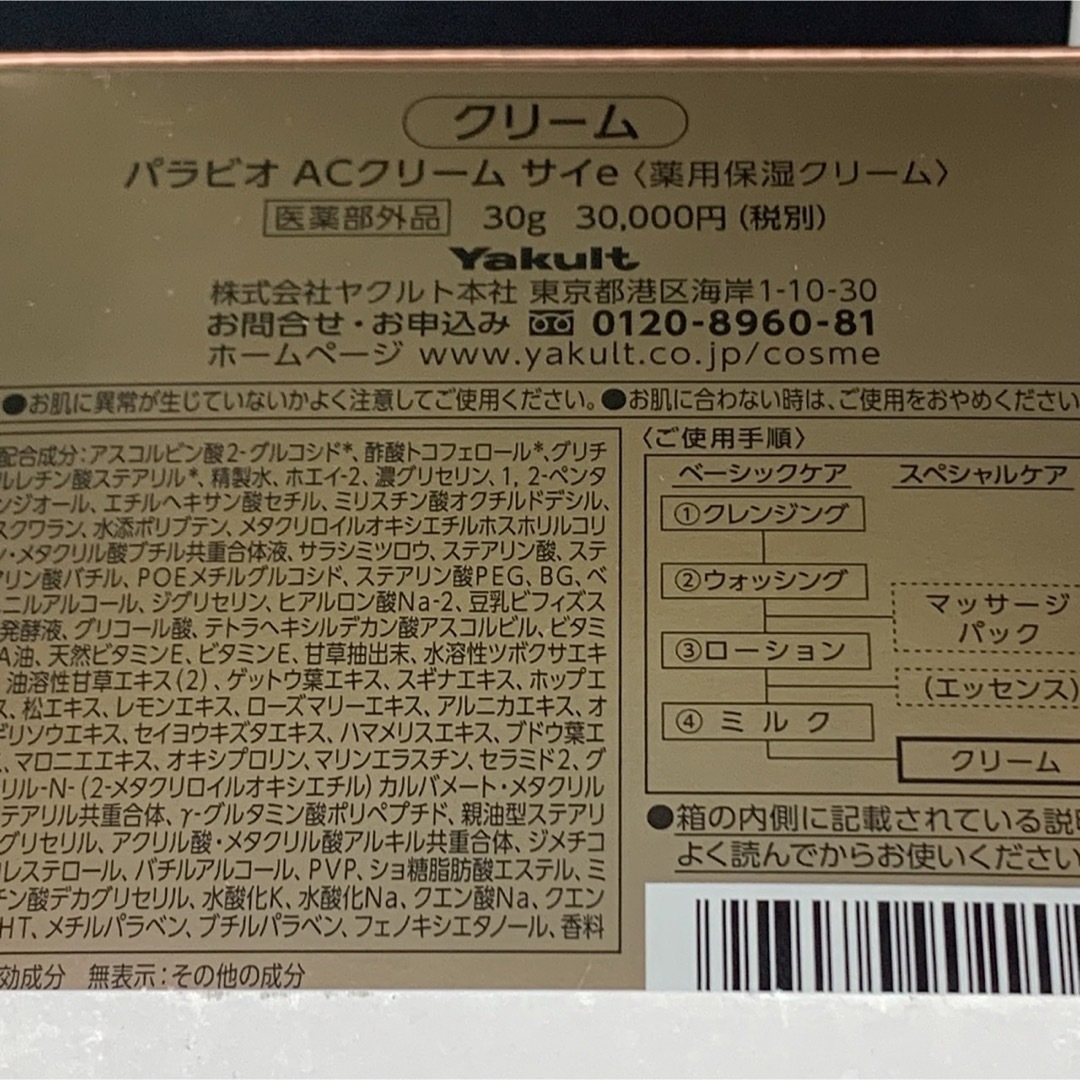 クリーム
パラビオ ACクリーム サイe〈薬用保湿クリーム〉
医薬部外品 30g 30,000円(税別)
Yakult
株式会社ヤクルト本社 東京都港区海岸1-10-30
お問合せ・お申込み 0120-8960-81
ホームページ www.yakult.co.jp/cosme
●お肌に異常が生じていないかよく注意してご使用ください。●お肌に合わない時は、ご使用をおやめください
配合成分:アスコルビン酸2-グルコシド*、酢酸トコフェロール*、グリチ
ルレチン酸ステアリル*、精製水、ホエイ-2、濃グリセリン、1, 2-ペンタ
ンジオール、エチルヘキサン酸セチル、ミリスチン酸オクチルドデシル、
スクワラン、水添ポリブテン、メタクリロイルオキシエチルホスホリルコリ
ン・メタクリル酸ブチル共重合体液、サラシミツロウ、ステアリン酸、ステ
アリン酸バチル、POEメチルグルコシド、ステアリン酸PEG、BG、ベ
ニルアルコール、ジグリセリン、ヒアルロン酸Na-2、豆乳ビフィズス
発酵液、グリコール酸、テトラヘキシルデカン酸アスコルビル、ビタミ
A油、天然ビタミンE、ビタミンE、甘草抽出末、水溶性ツボクサエキ
油溶性甘草エキス(2)、ゲットウ葉エキス、スギナエキス、ホップエ
ス、松エキス、レモンエキス、ローズマリーエキス、アルニカエキス、オ
ドリソウエキス、セイヨウキズタエキス、ハマメリスエキス、ブドウ葉エ
、マロニエエキス、オキシプロリン、マリンエラスチン、セラミド2、グ
リル-N-(2-メタクリロイルオキシエチル)カルバメート・メタクリル
ステアリル共重合体、γ-グルタミン酸ポリペプチド、親油型ステアリ
グリセリル、アクリル酸・メタクリル酸アルキル共重合体、ジメチコ
レステロール、バチルアルコール、PVP、ショ糖脂肪酸エステル、ミ
チン酸デカグリセリル、水酸化K、水酸化Na、クエン酸Na、クエン
HT、メチルパラベン、ブチルパラベン、フェノキシエタノール、香料
効成分 無表示:その他の成分
〈ご使用手順〉
ベーシックケア スペシャルケア
①クレンジング
②ウォッシング
マッサージ
パック
③ローション
(エッセンス)
④ミルク
クリーム
●箱の内側に記載されている説明
よく読んでからお使いください